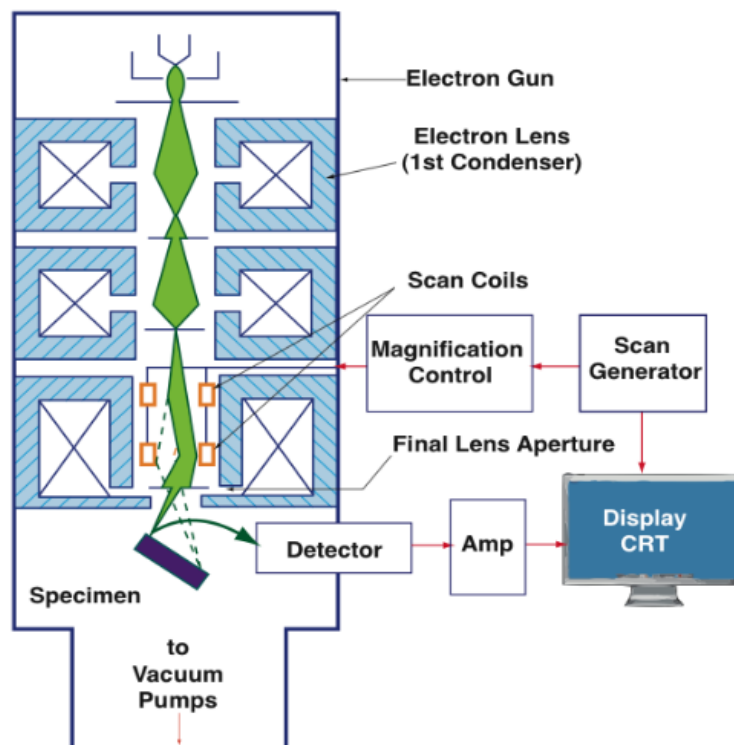 Electron Gun
Electron Lens
(1st Condenser)
Scan Coils
Magnification
Control
Scan
Generator
Final Lens Aperture
Display
CRT
Detector
Amp
Specimen
to
Vacuum
Pumps